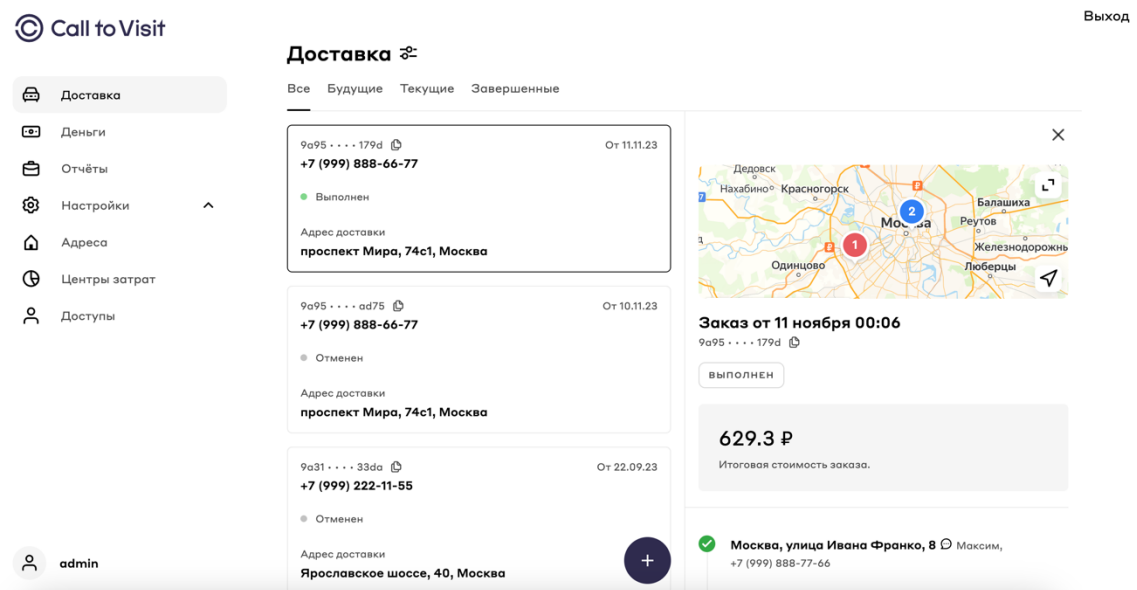 Call to Visit
Выход
Доставка
Деньги
Отчёты
Настройки
Адреса
Центры затрат
Доступы
admin
Доставка
Все Будущие Текущие Завершенные
9a95 •••• 179d От 11.11.23
+7 (999) 888-66-77
Выполнен
Адрес доставки
проспект Мира, 74с1, Москва
9a95 •••• ad75 От 10.11.23
+7 (999) 888-66-77
Отменен
Адрес доставки
проспект Мира, 74с1, Москва
9a31 •••• 33da От 22.09.23
+7 (999) 222-11-55
Отменен
Адрес доставки
Ярославское шоссе, 40, Москва
Дедовск
Нахабино Красногорск
Балашиха
2
Реутов
1
Железнодорожн
Одинцово
Люберцы
Заказ от 11 ноября 00:06
9a95 •••• 179d
ВЫПОЛНЕН
629.3 ₽
Итоговая стоимость заказа.
Москва, улица Ивана Франко, 8 Максим,
+7 (999) 888-77-66